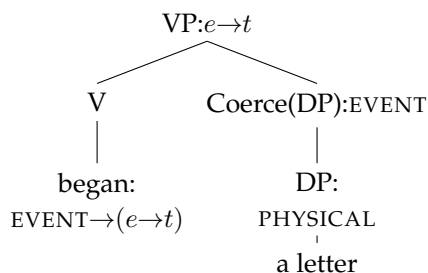 VP:e→t
V Coerce(DP):EVENT
began: DP:
EVENT→(e→t) PHYSICAL
a letter